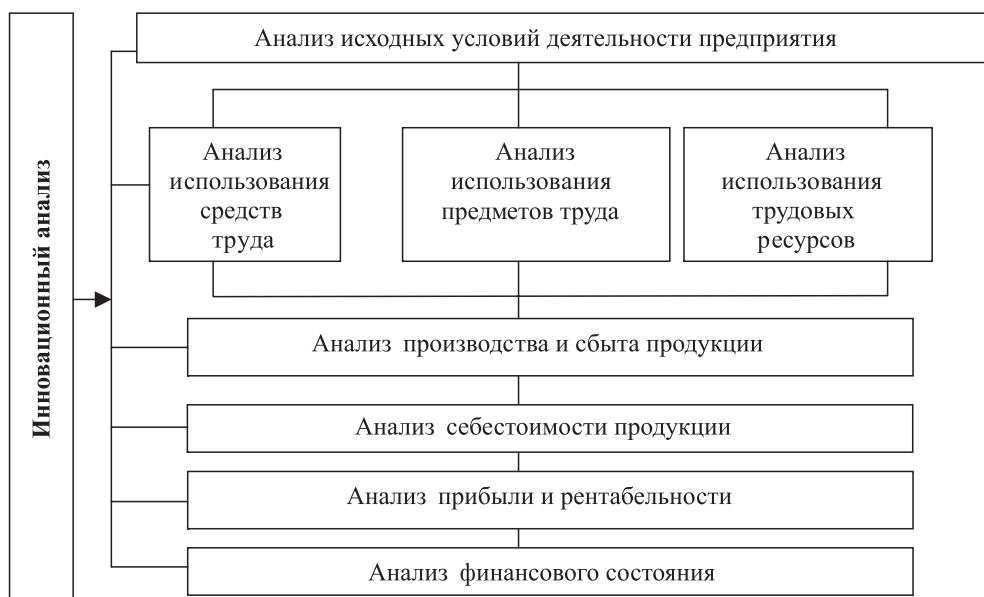 Инновационный анализ
Анализ исходных условий деятельности предприятия
Анализ
использования
средств
труда
Анализ
использования
предметов труда
Анализ
использования
трудовых
ресурсов
Анализ производства и сбыта продукции
Анализ себестоимости продукции
Анализ прибыли и рентабельности
Анализ финансового состояния